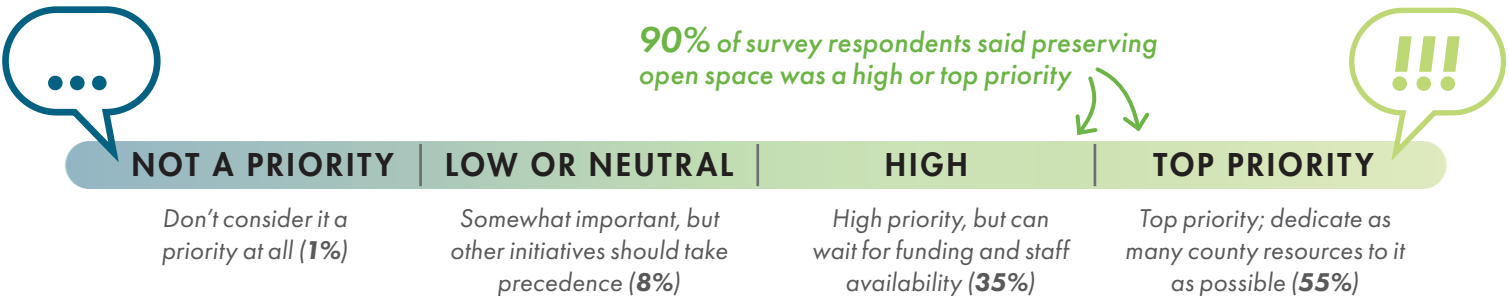 ...
90% of survey respondents said preserving
open space was a high or top priority
!!!
NOT A PRIORITY
Don’t consider it a
priority at all (1%)
LOW OR NEUTRAL
Somewhat important, but
other initiatives should take
precedence (8%)
HIGH
High priority, but can
wait for funding and staff
availability (35%)
TOP PRIORITY
Top priority; dedicate as
many county resources to it
as possible (55%)